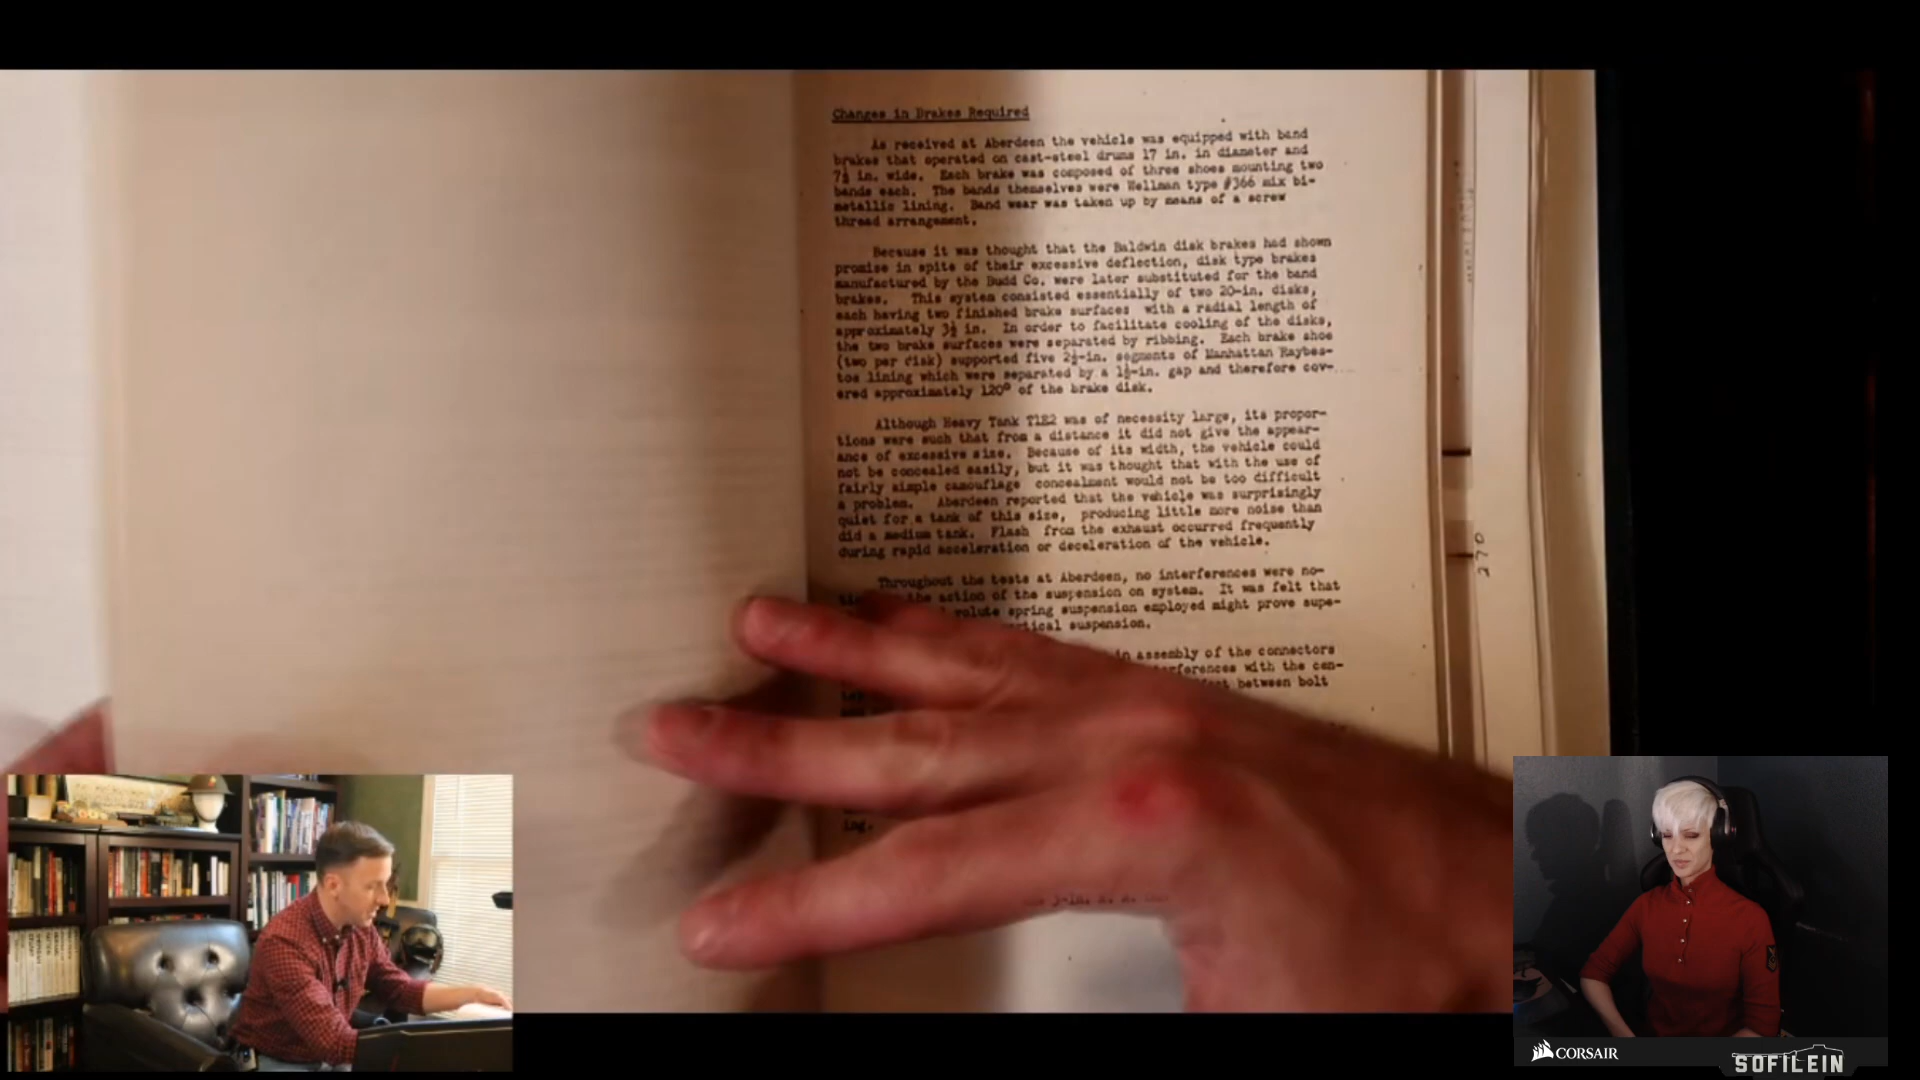 Changes in Brakes Required
As received at Aberdeen the vehicle was equipped with band
brakes that operated on cast-steel drums 17 in. in diameter and
7½ in. wide. Each brake was composed of three shoes mounting two
bands each. The bands themselves were Wellman type #366 mix bi-
metallic lining. Band wear was taken up by means of a screw
thread arrangement.
Because it was thought that the Baldwin disk brakes had shown
promise in spite of their excessive deflection, disk type brakes
manufactured by the Budd Co. were later substituted for the band
brakes. This system consisted essentially of two 20-in. disks,
each having two finished brake surfaces with a radial length of
approximately 3½ in. In order to facilitate cooling of the disks,
the two brake surfaces were separated by ribbing. Each brake shoe
(two per disk) supported five 2½-in. segments of Manhattan Raybes-
tos lining which were separated by a 1½-in. gap and therefore cov-
ered approximately 120° of the brake disk.
Although Heavy Tank T1E2 was of necessity large, its propor-
tions were such that from a distance it did not give the appear-
ance of excessive size. Because of its width, the vehicle could
not be concealed easily, but it was thought that with the use of
fairly simple camouflage concealment would not be too difficult
a problem. Aberdeen reported that the vehicle was surprisingly
quiet for a tank of this size, producing little more noise than
did a medium tank. Flash from the exhaust occurred frequently
during rapid acceleration or deceleration of the vehicle.
Throughout the tests at Aberdeen, no interferences were no-
the action of the suspension on system. It was felt that
volute spring suspension employed might prove supe-
rtical suspension.
in assembly of the connectors
rferences with the cen-
between bolt
ing.
270
CORSAIR
SOFILEIN